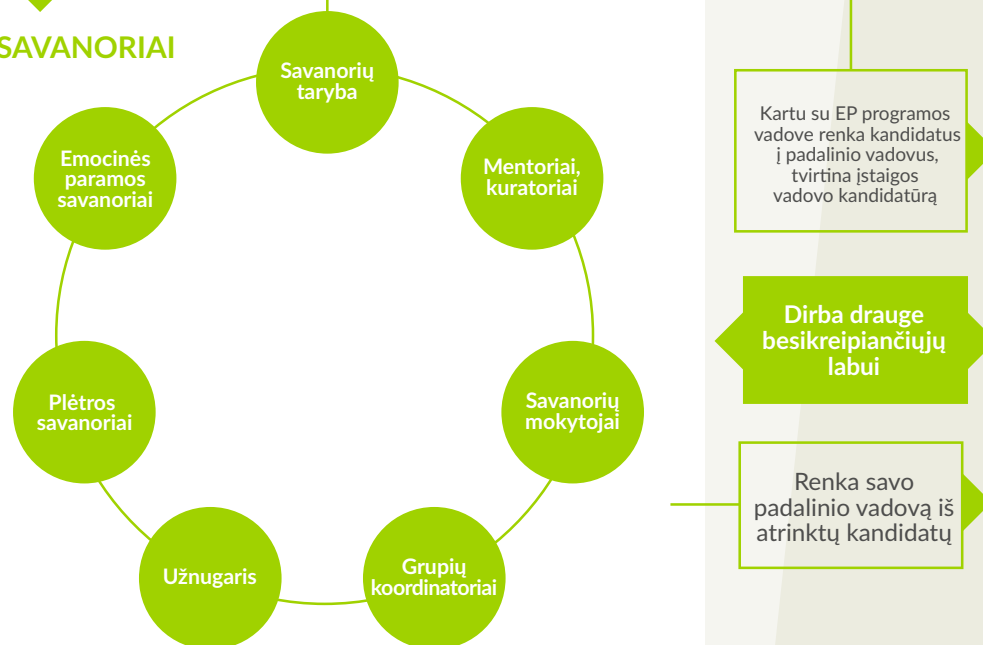 SAVANORIAI
Savanorių
taryba
Emocinės
paramos
savanoriai
Mentoriai,
kuratoriai
Plėtros
savanoriai
Savanorių
mokytojai
Užnugaris
Grupių
koordinatoriai
Kartu su EP programos
vadove renka kandidatus
į padalinio vadovus,
tvirtina įstaigos
vadovo kandidatūrą
Dirba drauge
besikreipiančiųjų
labui
Renka savo
padalinio vadovą iš
atrinktų kandidatų